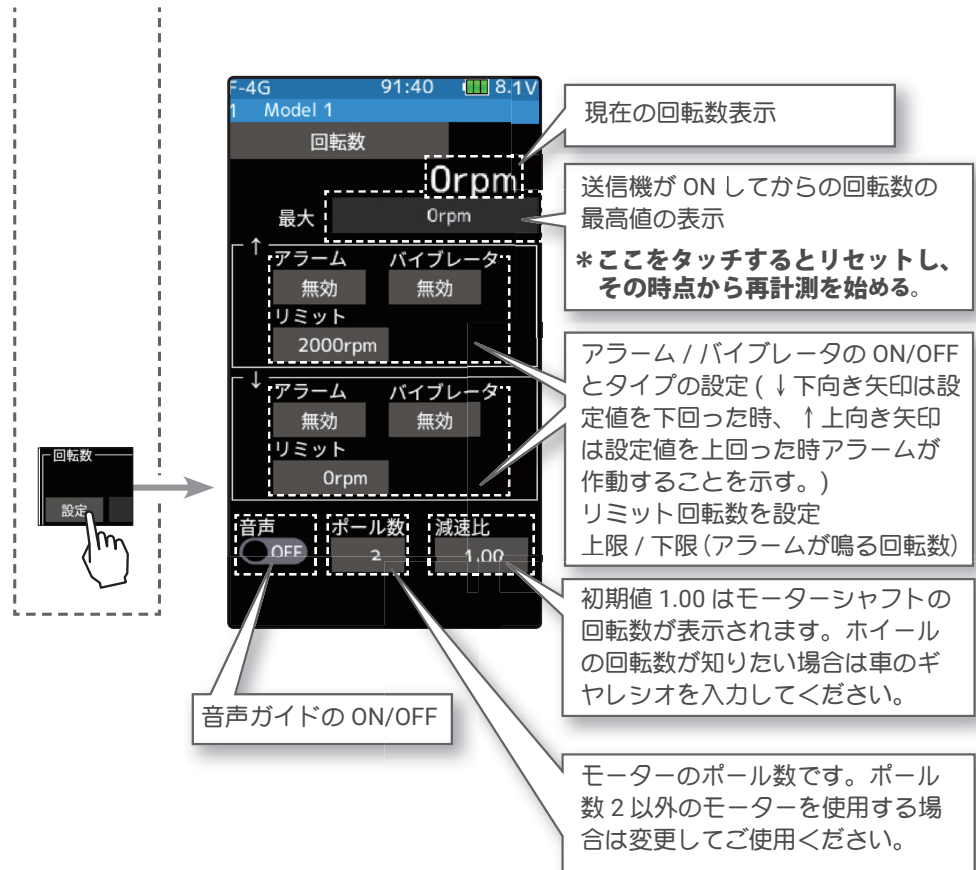 F-4G 91:40 8.1V
1 Model 1
回転数
0rpm
最大 0rpm
↑
アラーム バイブレータ
無効 無効
リミット
2000rpm
↓
アラーム バイブレータ
無効 無効
リミット
0rpm
音声 ポール数 減速比
OFF 2 1.00
回転数
設定
現在の回転数表示
送信機が ON してからの回転数の
最高値の表示
＊ここをタッチするとリセットし、
その時点から再計測を始める。
アラーム / バイブレータの ON/OFF
とタイプの設定 ( ↓下向き矢印は設
定値を下回った時、↑上向き矢印
は設定値を上回った時アラームが
作動することを示す。)
リミット回転数を設定
上限 / 下限（アラームが鳴る回転数）
初期値 1.00 はモーターシャフトの
回転数が表示されます。ホイール
の回転数が知りたい場合は車のギ
ヤレシオを入力してください。
音声ガイドの ON/OFF
モーターのポール数です。ポール
数 2 以外のモーターを使用する場
合は変更してご使用ください。